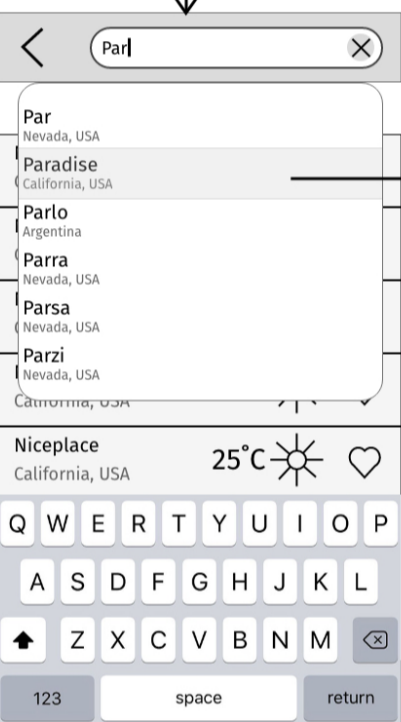 Par
Par
Nevada, USA
Paradise
California, USA
Parlo
Argentina
Parra
Nevada, USA
Parsa
Nevada, USA
Parzi
Nevada, USA
California, USA
Niceplace
25°C
California, USA
Q W E R T Y U I O P
A S D F G H J K L
Z X C V B N M
123 space return